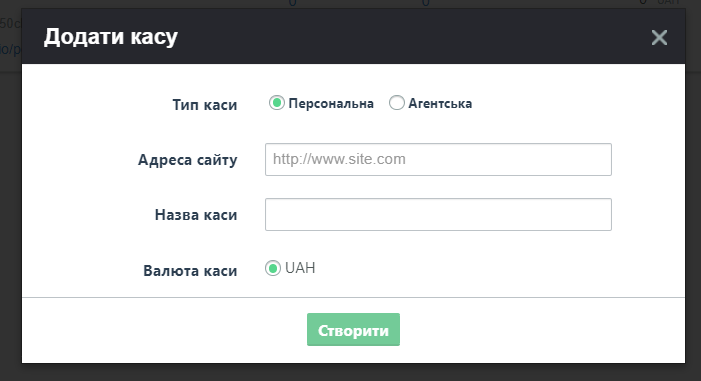 Додати касу
Тип каси Персональна Агентська
Адреса сайту http://www.site.com
Назва каси
Валюта каси UAH
Створити